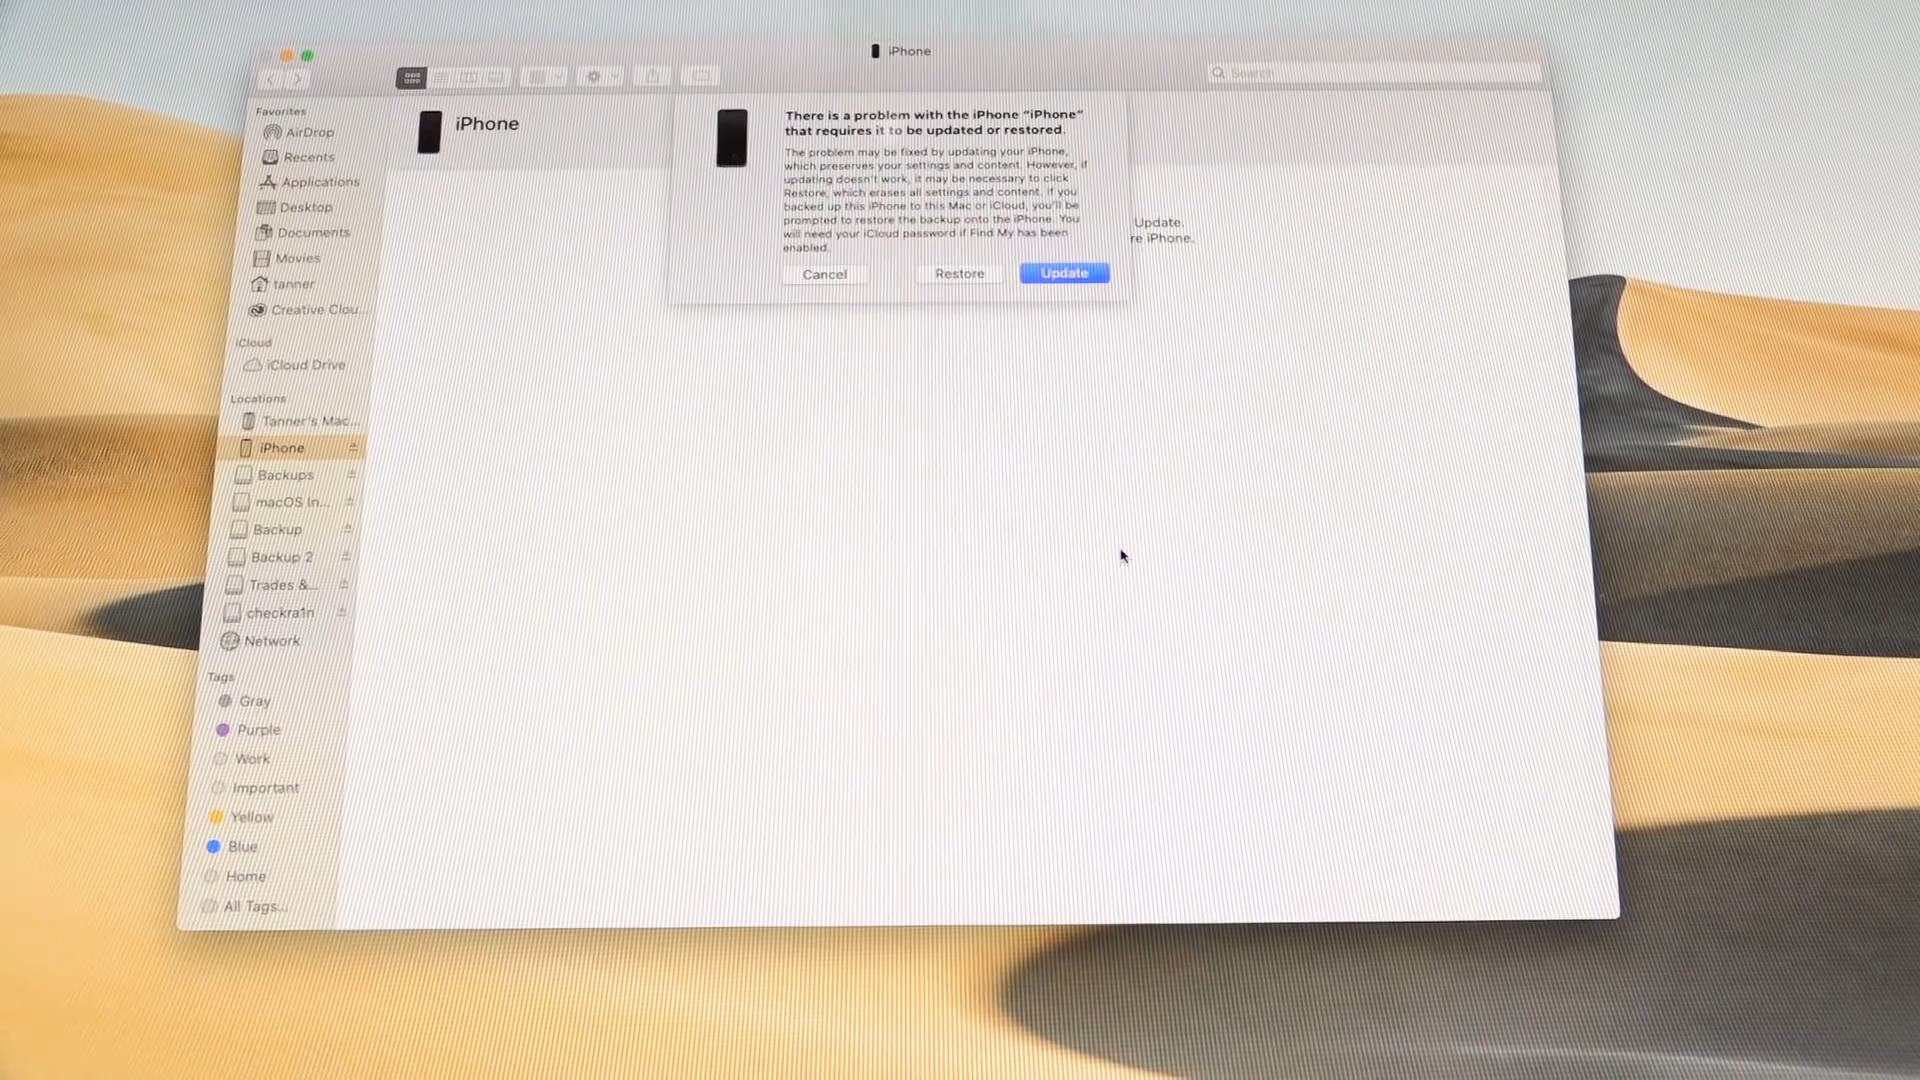 iPhone
Search
Favorites
AirDrop
Recents
Applications
Desktop
Documents
Movies
tanner
Creative Clou...
iCloud
iCloud Drive
Locations
Tanner's Mac...
iPhone
Backups
macOS In...
Backup
Backup 2
Trades &...
checkra1n
Network
Tags
Gray
Purple
Work
Important
Yellow
Blue
Home
All Tags...
iPhone
There is a problem with the iPhone “iPhone”
that requires it to be updated or restored.
The problem may be fixed by updating your iPhone,
which preserves your settings and content. However, if
updating doesn't work, it may be necessary to click
Restore, which erases all settings and content. If you
backed up this iPhone to this Mac or iCloud, you'll be
prompted to restore the backup onto the iPhone. You
will need your iCloud password if Find My has been
enabled.
Cancel Restore Update
Update.
re iPhone.